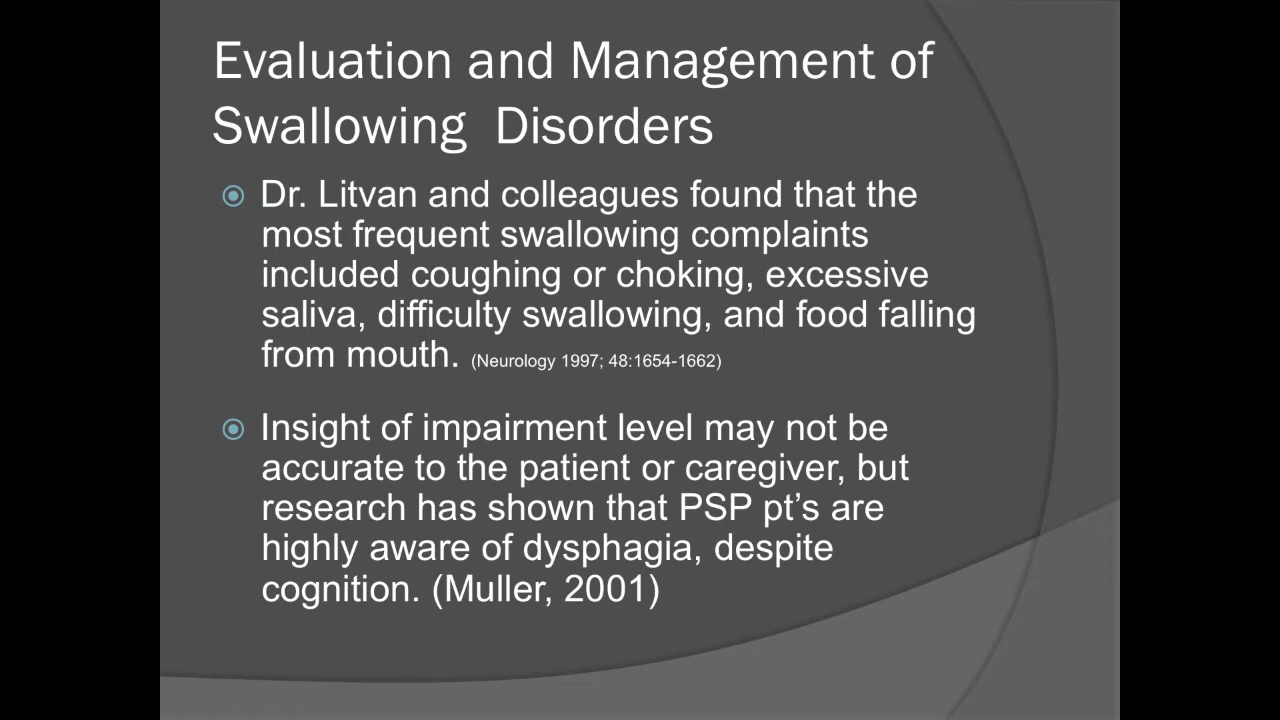 Evaluation and Management of
Swallowing  Disorders
Dr. Litvan and colleagues found that the
most frequent swallowing complaints
included coughing or choking, excessive
saliva, difficulty swallowing, and food falling
from mouth. (Neurology 1997; 48:1654-1662)
Insight of impairment level may not be
accurate to the patient or caregiver, but
research has shown that PSP pt’s are
highly aware of dysphagia, despite
cognition. (Muller, 2001)